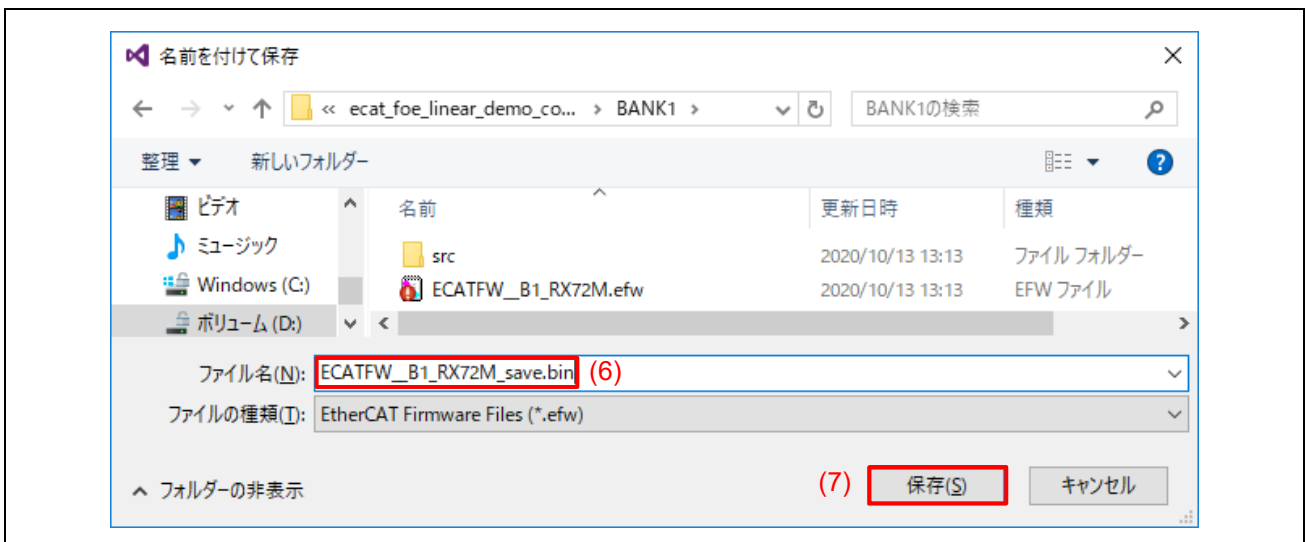 名前を付けて保存
« ecat_foe_linear_demo_co... › BANK1 › BANK1の検索
整理 新しいフォルダー
ビデオ
ミュージック
Windows (C:)
ボリューム (D:)
名前 更新日時 種類
src 2020/10/13 13:13 ファイル フォルダー
ECATFW__B1_RX72M.efw 2020/10/13 13:13 EFW ファイル
ファイル名(N): ECATFW__B1_RX72M_save.bin (6)
ファイルの種類(T): EtherCAT Firmware Files (*.efw)
フォルダーの非表示 (7) 保存(S) キャンセル